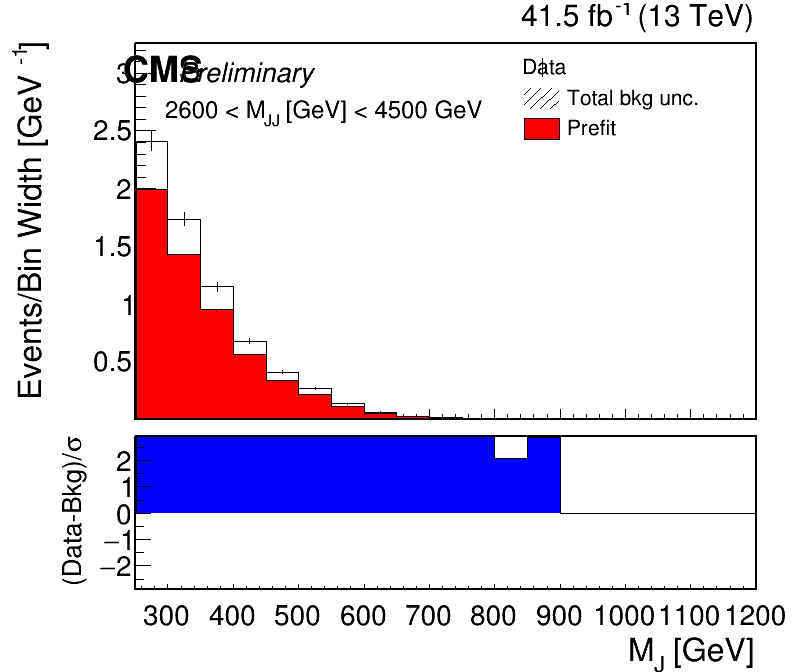 41.5 fb⁻¹ (13 TeV)
CMS Preliminary
2600 < M_JJ [GeV] < 4500 GeV
Data
Total bkg unc.
Prefit
Events/Bin Width [GeV⁻¹]
3
2.5
2
1.5
1
0.5
(Data-Bkg)/σ
2
1
0
−1
−2
300 400 500 600 700 800 900 1000 1100 1200
M_J [GeV]